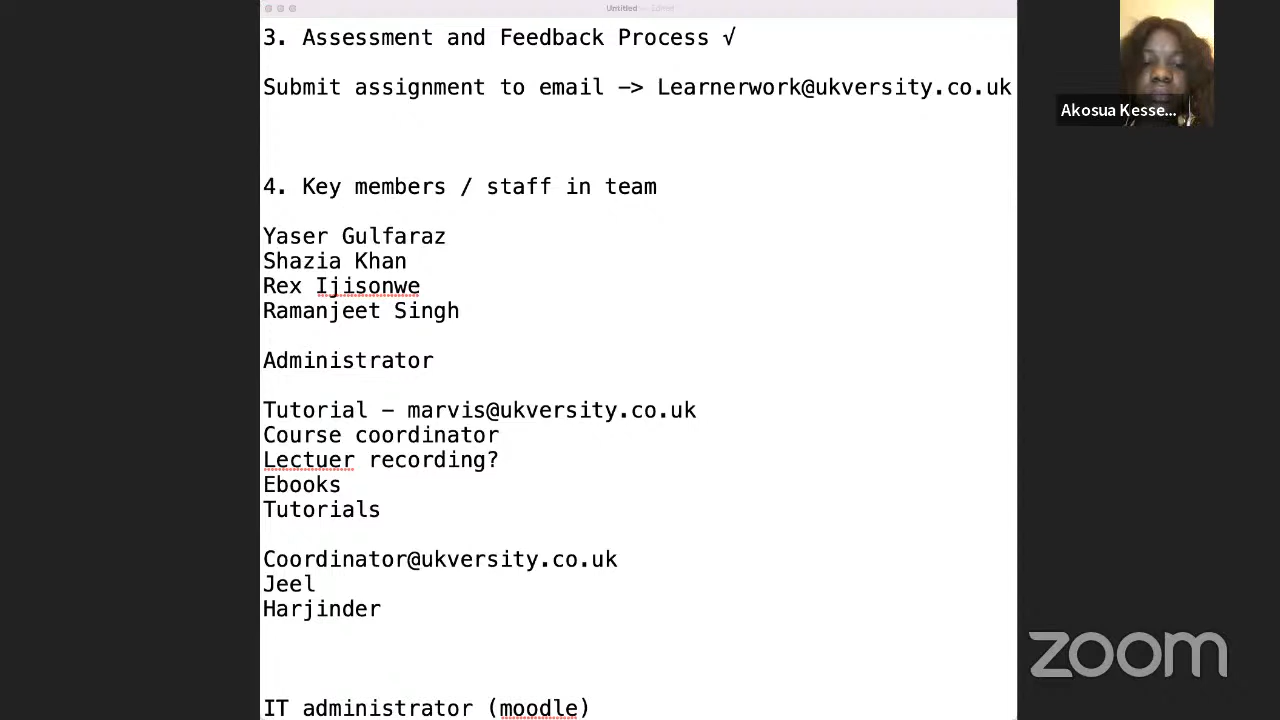 Untitled — Edited
3. Assessment and Feedback Process √
Submit assignment to email –> Learnerwork@ukversity.co.uk
4. Key members / staff in team
Yaser Gulfaraz
Shazia Khan
Rex Ijisonwe
Ramanjeet Singh
Administrator
Tutorial – marvis@ukversity.co.uk
Course coordinator
Lectuer recording?
Ebooks
Tutorials
Coordinator@ukversity.co.uk
Jeel
Harjinder
IT administrator (moodle)
Akosua Kesse...
zoom